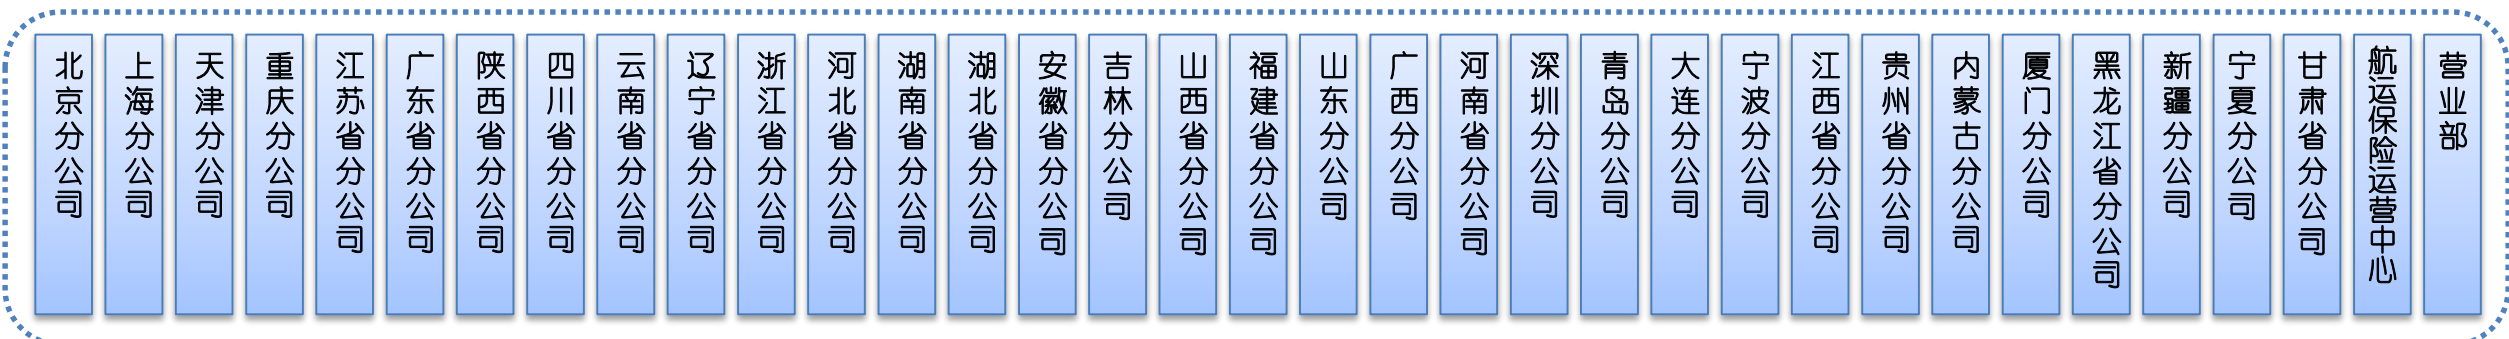 北京分公司
上海分公司
天津分公司
重庆分公司
江苏省分公司
广东省分公司
陕西省分公司
四川省分公司
云南省分公司
辽宁省分公司
浙江省分公司
河北省分公司
湖南省分公司
湖北省分公司
安徽省分公司
吉林分公司
山西省分公司
福建省分公司
山东分公司
广西分公司
河南省分公司
深圳分公司
青岛分公司
大连分公司
宁波分公司
江西省分公司
贵州省分公司
内蒙古分公司
厦门分公司
黑龙江省分公司
新疆分公司
宁夏分公司
甘肃省分公司
航运保险运营中心
营业部